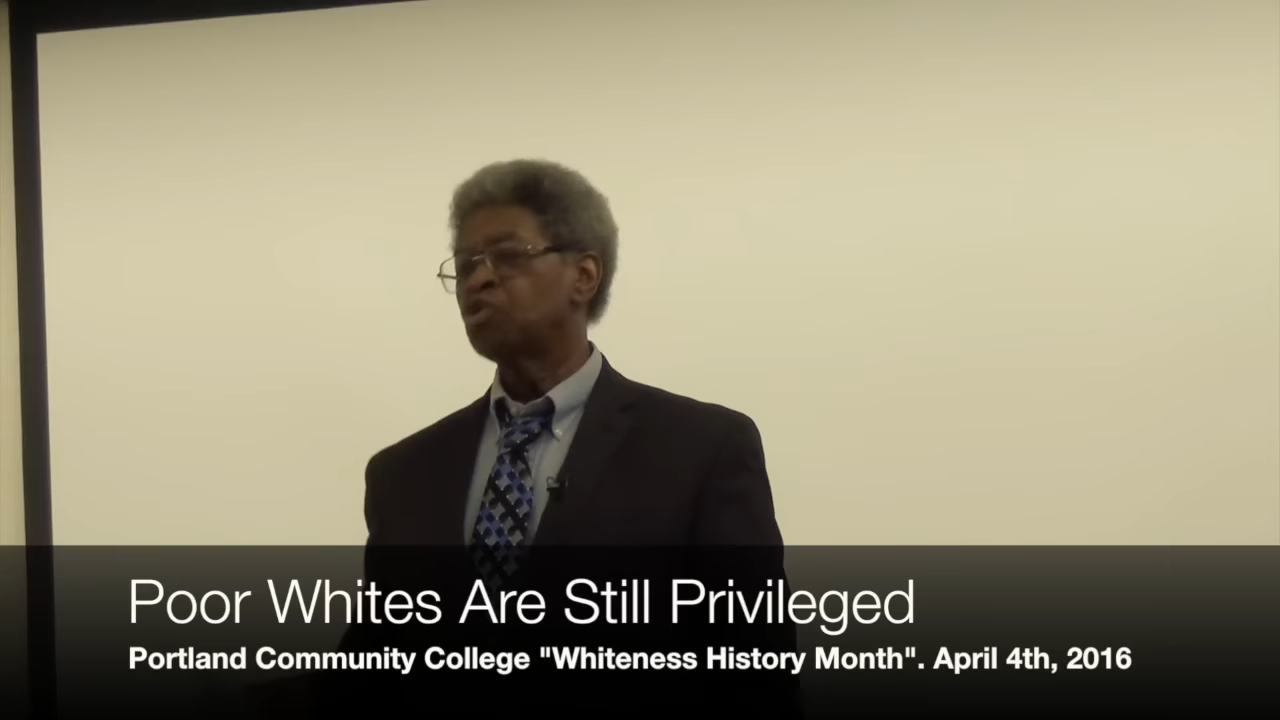 Poor Whites Are Still Privileged
Portland Community College "Whiteness History Month". April 4th, 2016